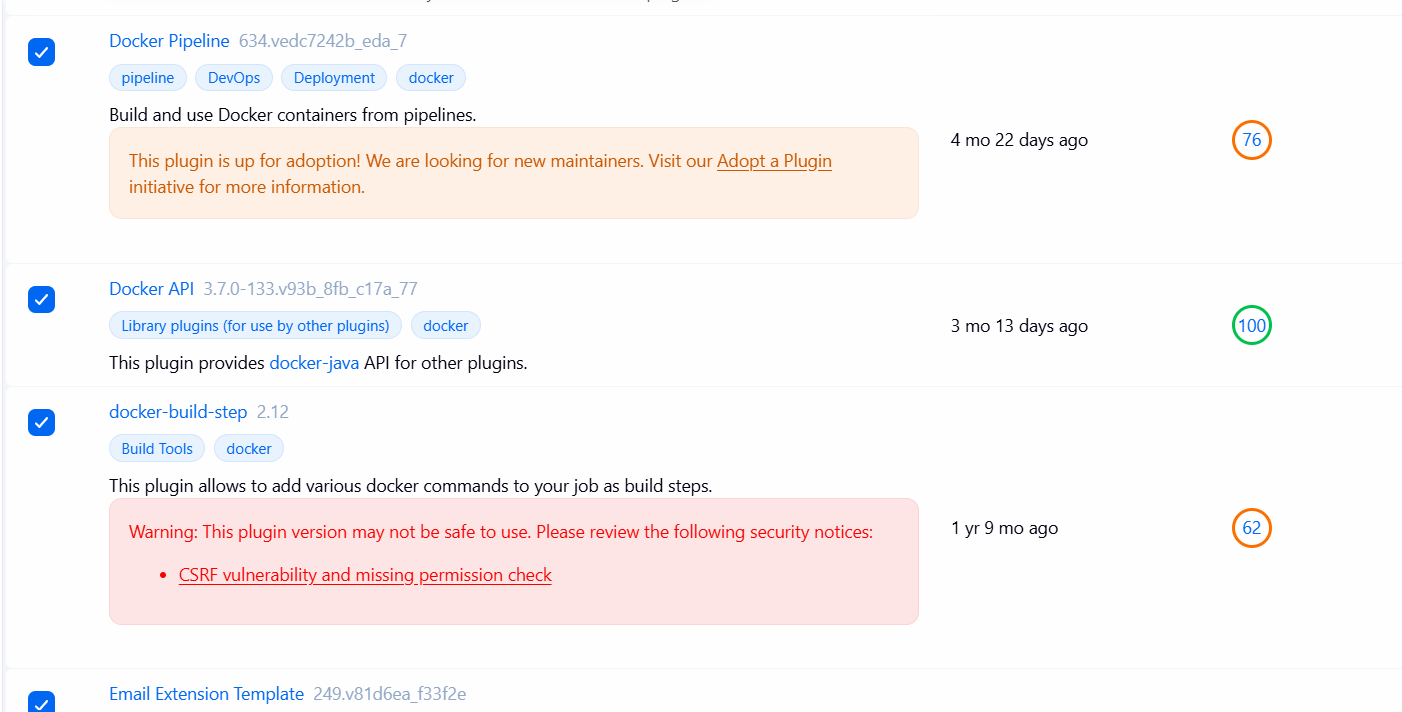 Docker Pipeline 634.vedc7242b_eda_7
pipeline DevOps Deployment docker
Build and use Docker containers from pipelines.
This plugin is up for adoption! We are looking for new maintainers. Visit our Adopt a Plugin
initiative for more information.
4 mo 22 days ago
76
Docker API 3.7.0-133.v93b_8fb_c17a_77
Library plugins (for use by other plugins) docker
This plugin provides docker-java API for other plugins.
3 mo 13 days ago
100
docker-build-step 2.12
Build Tools docker
This plugin allows to add various docker commands to your job as build steps.
Warning: This plugin version may not be safe to use. Please review the following security notices:
• CSRF vulnerability and missing permission check
1 yr 9 mo ago
62
Email Extension Template 249.v81d6ea_f33f2e